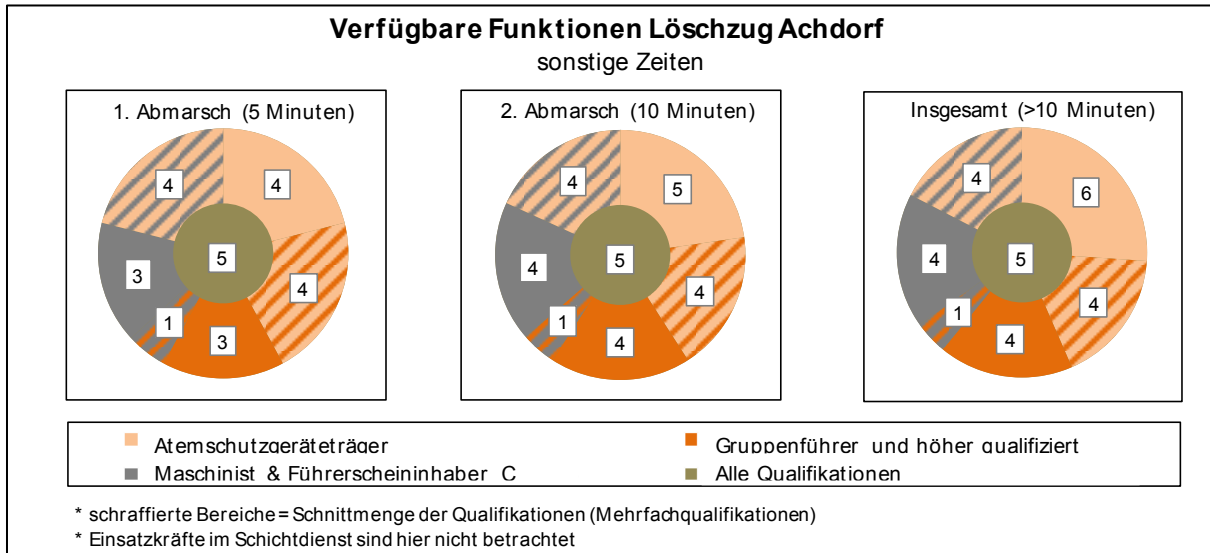 Verfügbare Funktionen Löschzug Achdorf
sonstige Zeiten
1. Abmarsch (5 Minuten)
4
4
5
3
4
1
3
2. Abmarsch (10 Minuten)
4
5
5
4
4
1
4
Insgesamt (>10 Minuten)
4
6
5
4
4
1
4
Atemschutzgeräteträger
Gruppenführer und höher qualifiziert
Maschinist & Führerscheininhaber C
Alle Qualifikationen
* schraffierte Bereiche = Schnittmenge der Qualifikationen (Mehrfachqualifikationen)
* Einsatzkräfte im Schichtdienst sind hier nicht betrachtet